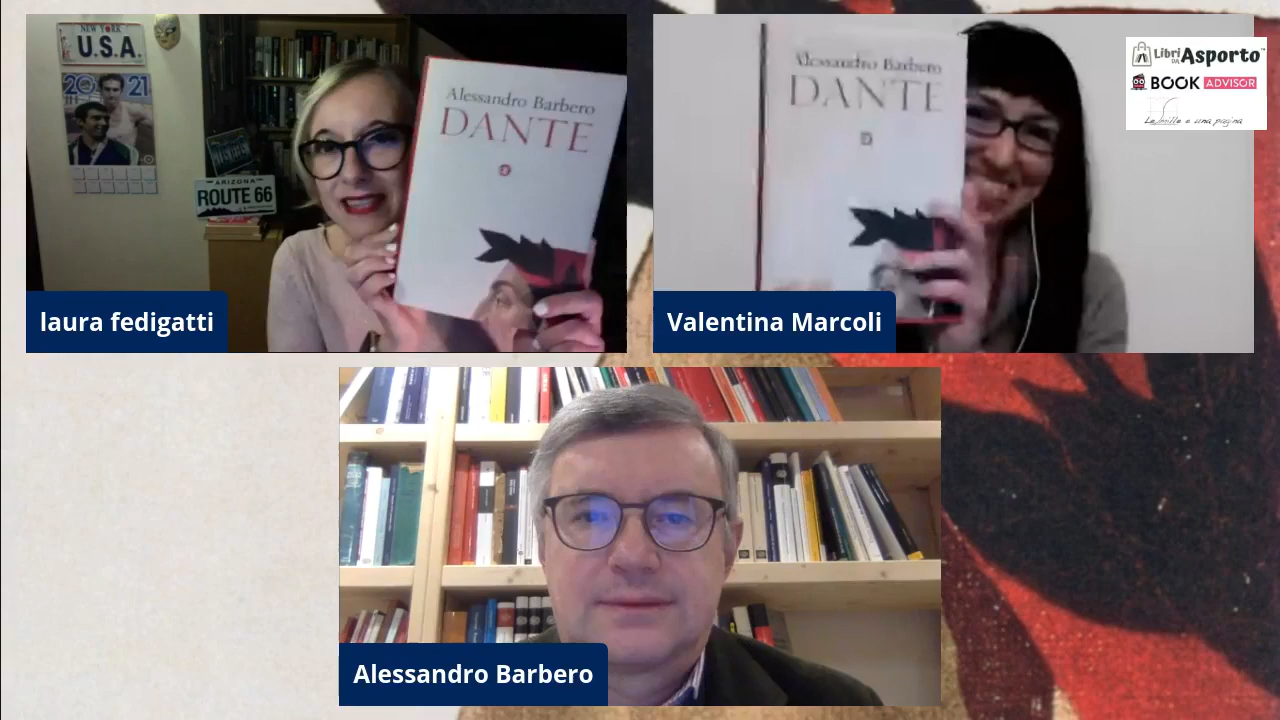 NEW YORK
U.S.A.
2021
ARIZONA
ROUTE 66
Alessandro Barbero
DANTE
laura fedigatti
Alessandro Barbero
DANTE
Valentina Marcoli
Libri DA Asporto
BOOK ADVISOR
Le mille e una pagina
Alessandro Barbero